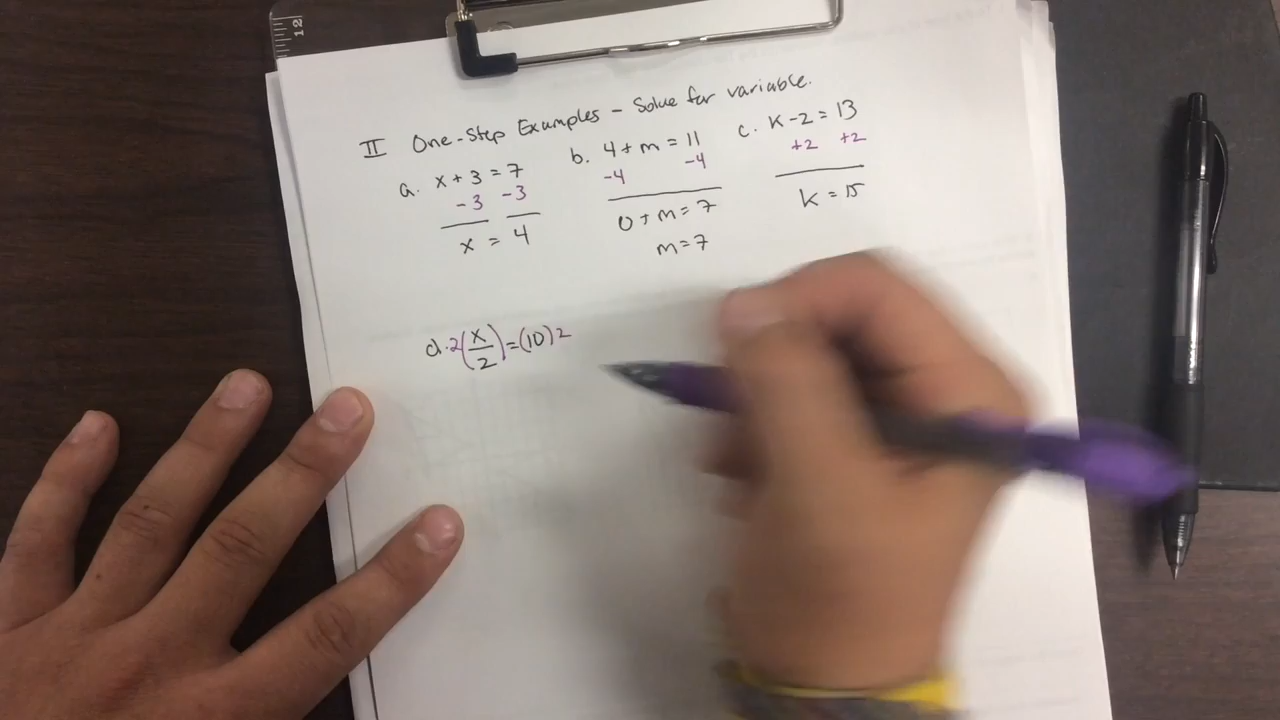 12
II One-Step Examples - Solve for variable.
a. x + 3 = 7
-3 -3
x = 4
b. 4 + m = 11
-4 -4
0 + m = 7
m = 7
c. k - 2 = 13
+2 +2
k = 15
d. 2(x/2) = (10)2